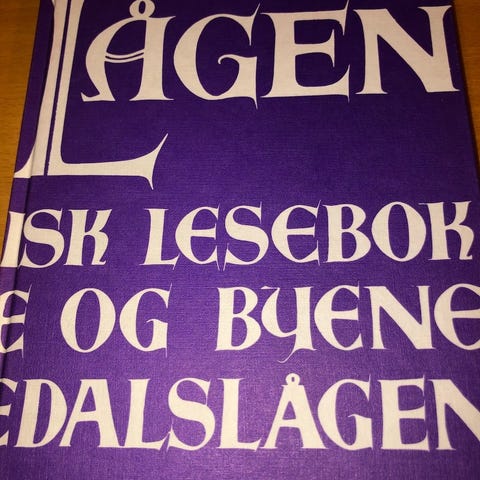 LÅGEN
ISK LESEBOK
E OG BYENE
EDALSLÅGEN